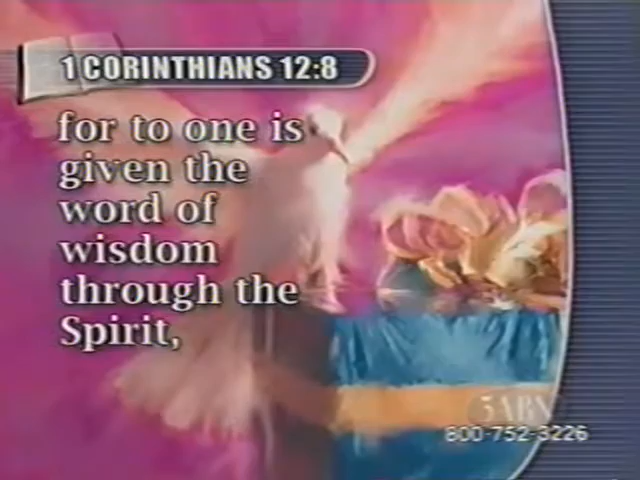 1 CORINTHIANS 12:8
for to one is
given the
word of
wisdom
through the
Spirit,
3ABN
800-752-3226